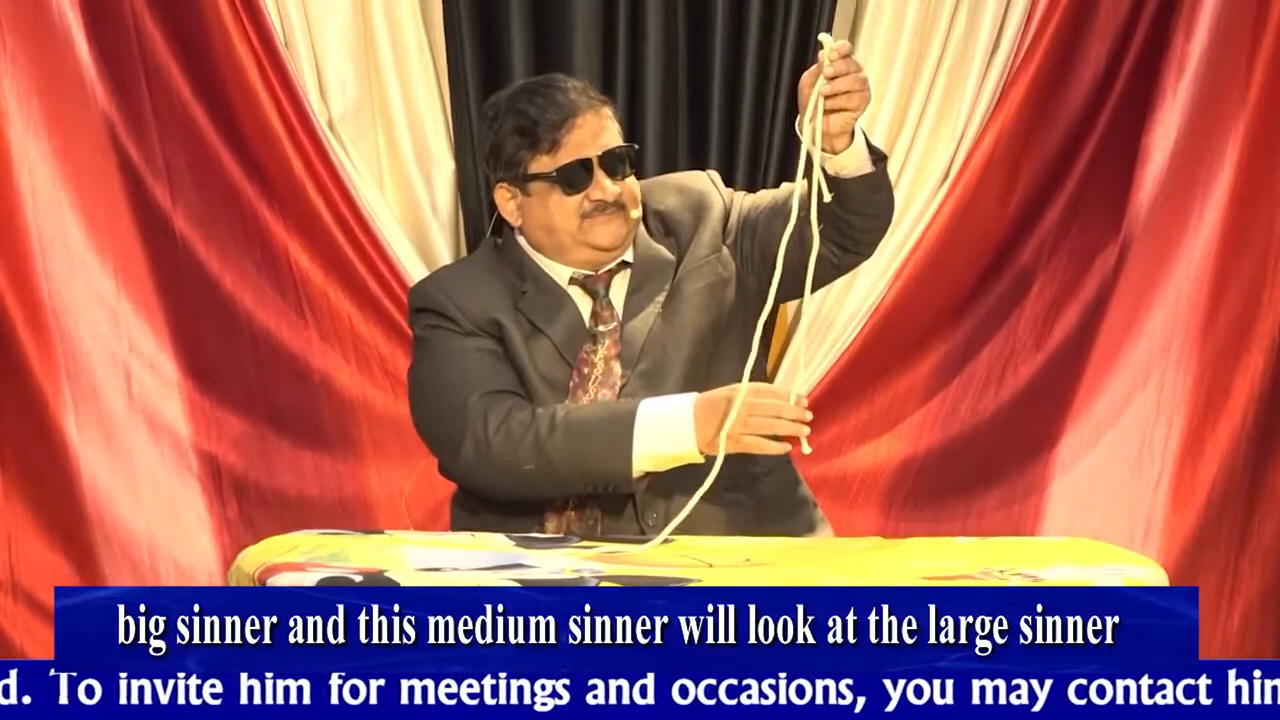 big sinner and this medium sinner will look at the large sinner
d. To invite him for meetings and occasions, you may contact him